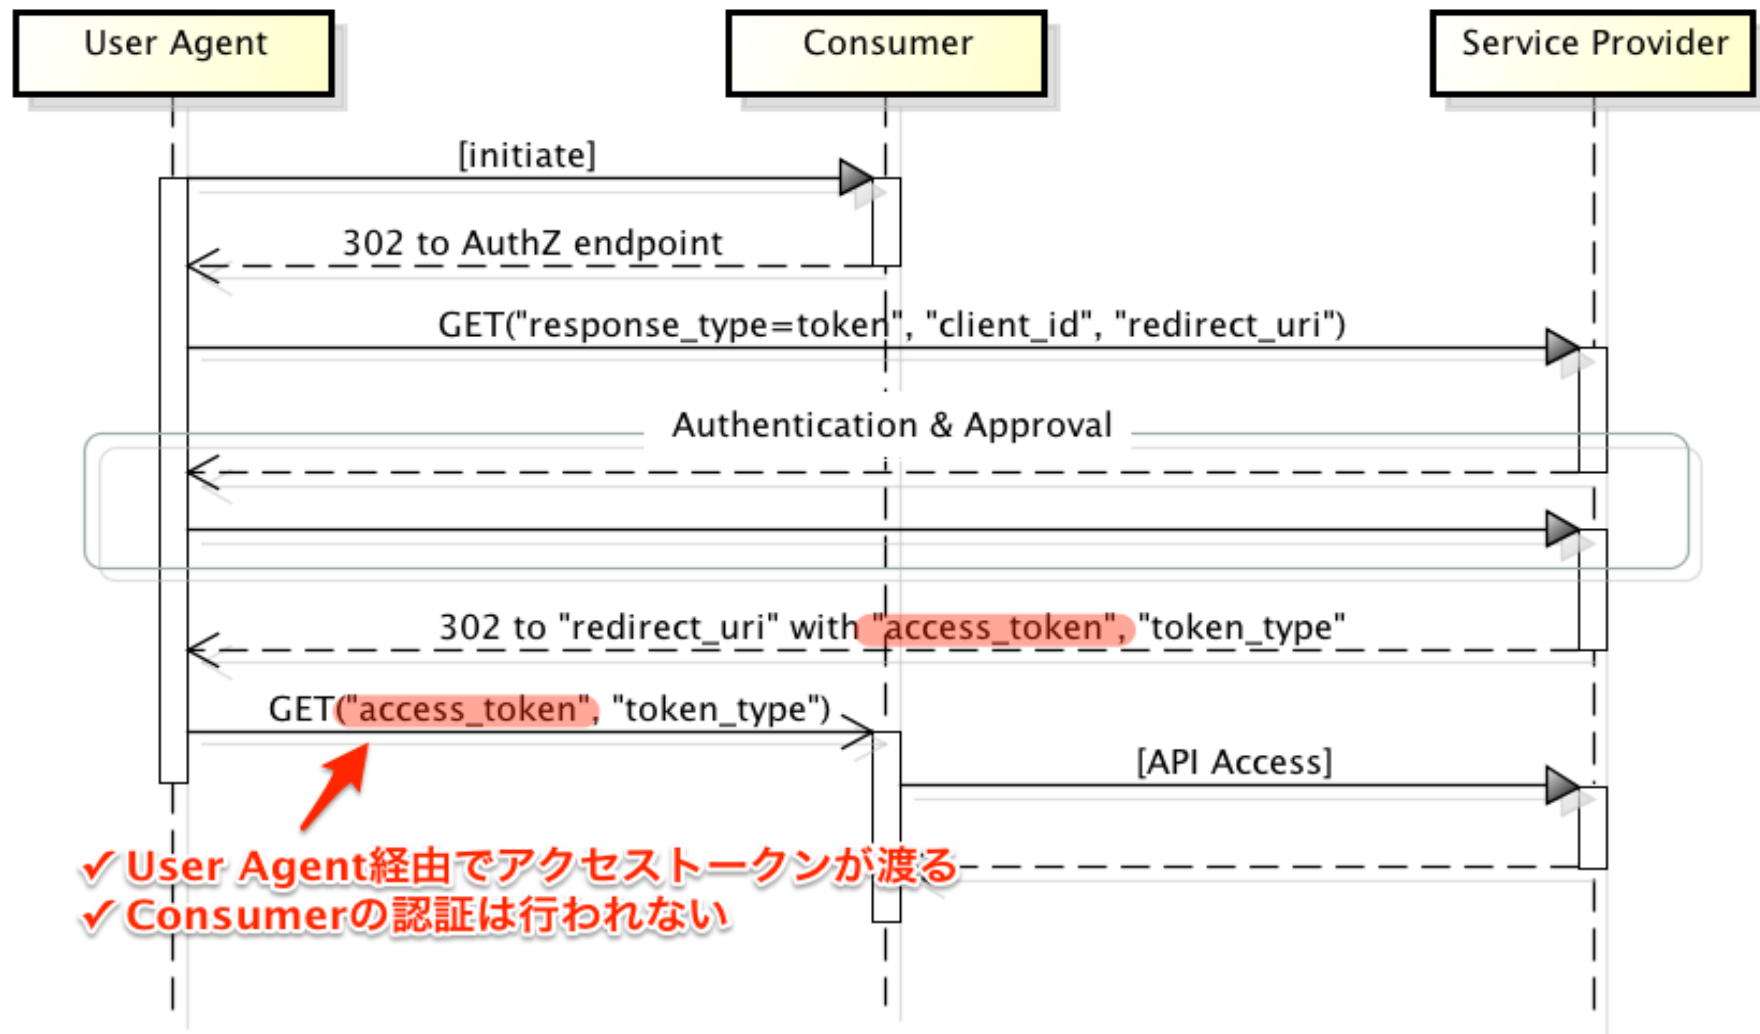 User Agent
Consumer
Service Provider
[initiate]
302 to AuthZ endpoint
GET("response_type=token", "client_id", "redirect_uri")
Authentication & Approval
302 to "redirect_uri" with "access_token", "token_type"
GET("access_token", "token_type")
[API Access]
✓User Agent経由でアクセストークンが渡る
✓Consumerの認証は行われない